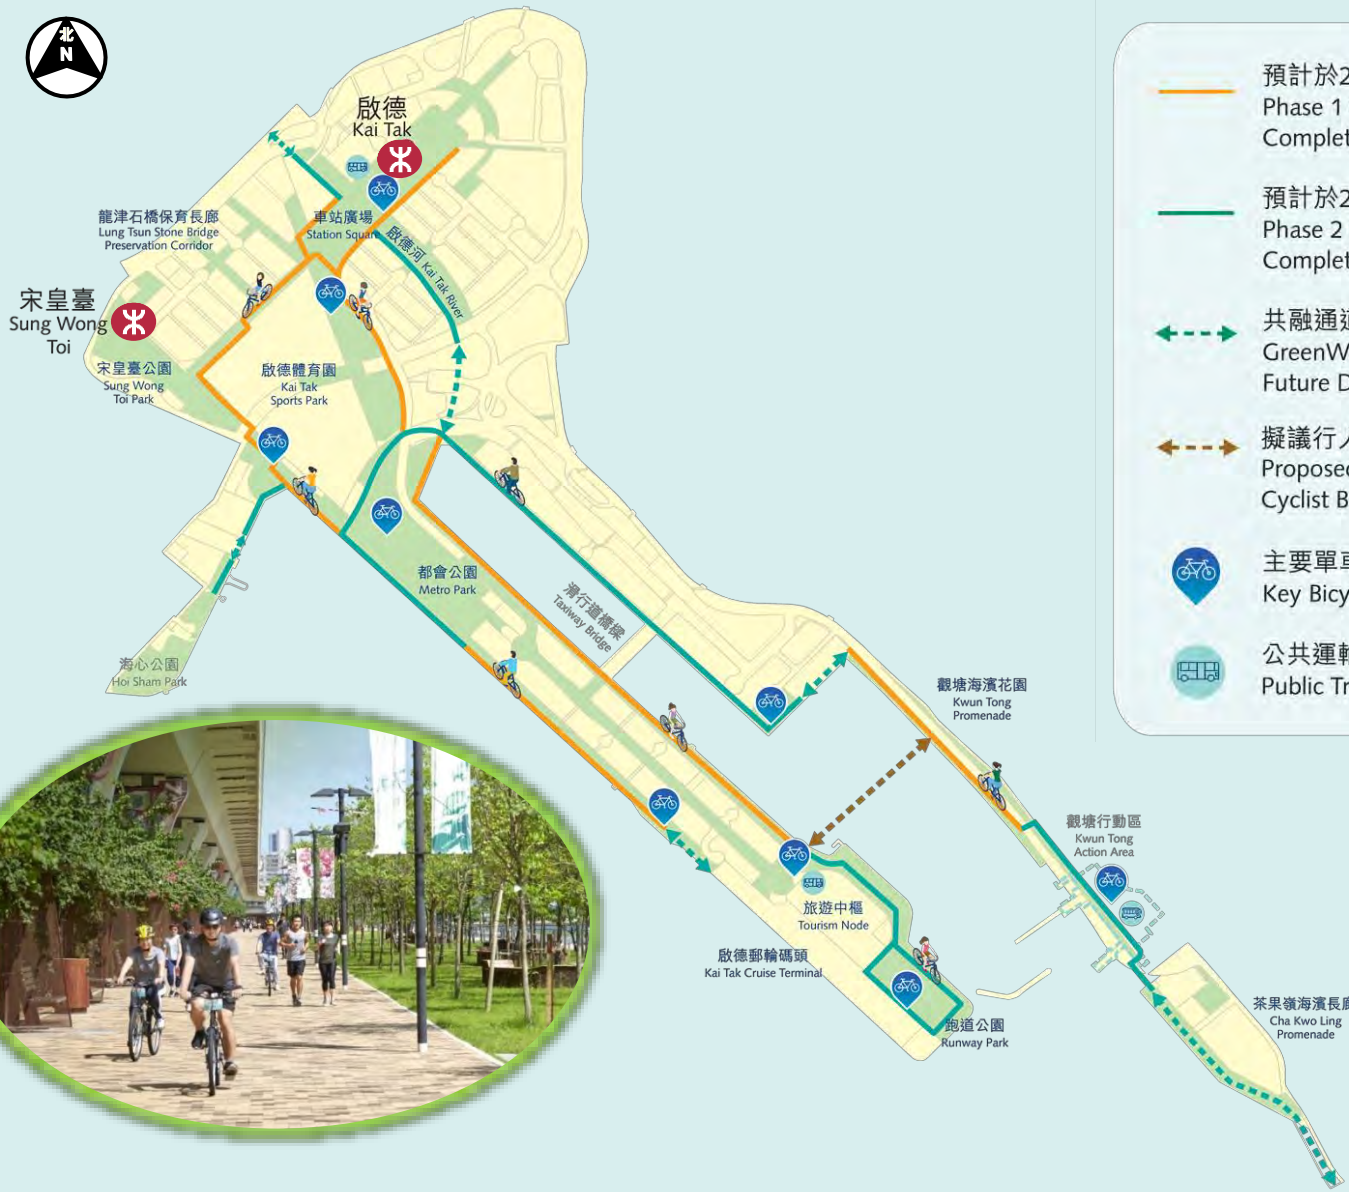 北
N
啟德
Kai Tak
龍津石橋保育長廊
Lung Tsun Stone Bridge
Preservation Corridor
車站廣場
Station Square
啟德河 Kai Tak River
宋皇臺
Sung Wong
Toi
宋皇臺公園
Sung Wong
Toi Park
啟德體育園
Kai Tak
Sports Park
都會公園
Metro Park
滑行道橋樑
Taxiway Bridge
海心公園
Hoi Sham Park
觀塘海濱花園
Kwun Tong
Promenade
觀塘行動區
Kwun Tong
Action Area
旅遊中樞
Tourism Node
啟德郵輪碼頭
Kai Tak Cruise Terminal
跑道公園
Runway Park
茶果嶺海濱長廊
Cha Kwo Ling
Promenade
預計於2
Phase 1
Complet
預計於2
Phase 2
Complet
共融通道
GreenW
Future D
擬議行人
Proposed
Cyclist B
主要單車
Key Bicy
公共運輸
Public Tr